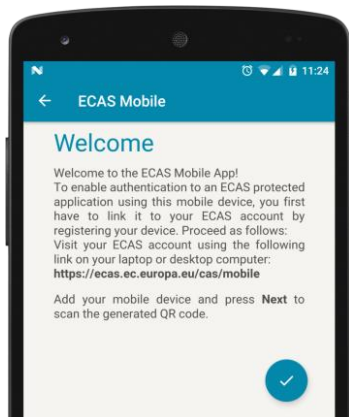 11:24
ECAS Mobile
Welcome
Welcome to the ECAS Mobile App!
To enable authentication to an ECAS protected
application using this mobile device, you first
have to link it to your ECAS account by
registering your device. Proceed as follows:
Visit your ECAS account using the following
link on your laptop or desktop computer:
https://ecas.ec.europa.eu/cas/mobile
Add your mobile device and press Next to
scan the generated QR code.